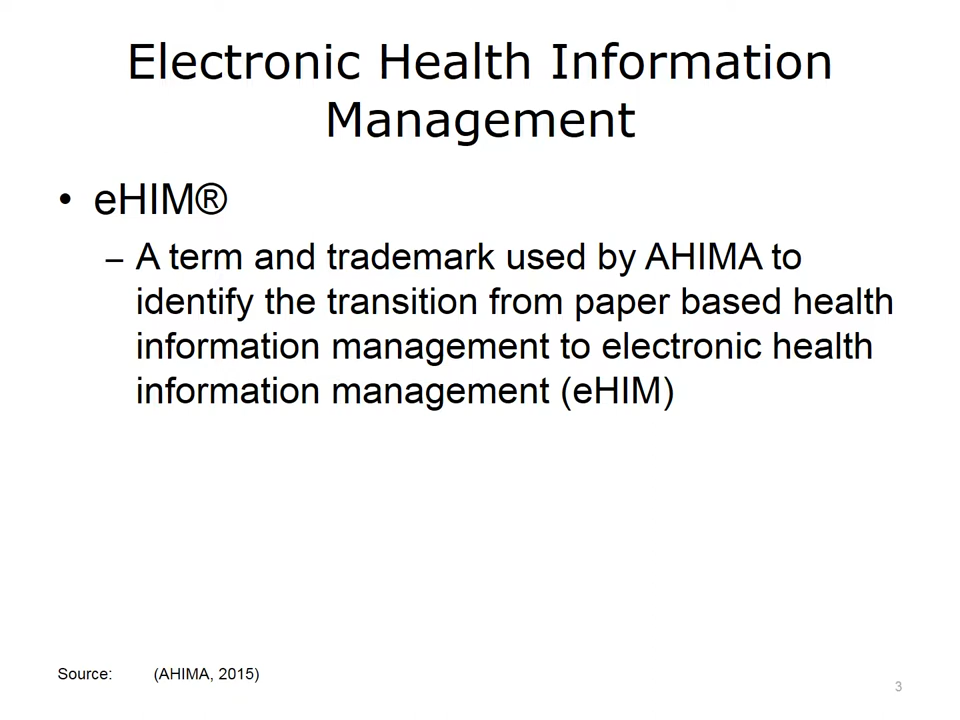 Electronic Health Information
Management
• eHIM®
– A term and trademark used by AHIMA to
identify the transition from paper based health
information management to electronic health
information management (eHIM)
Source: (AHIMA, 2015)
3